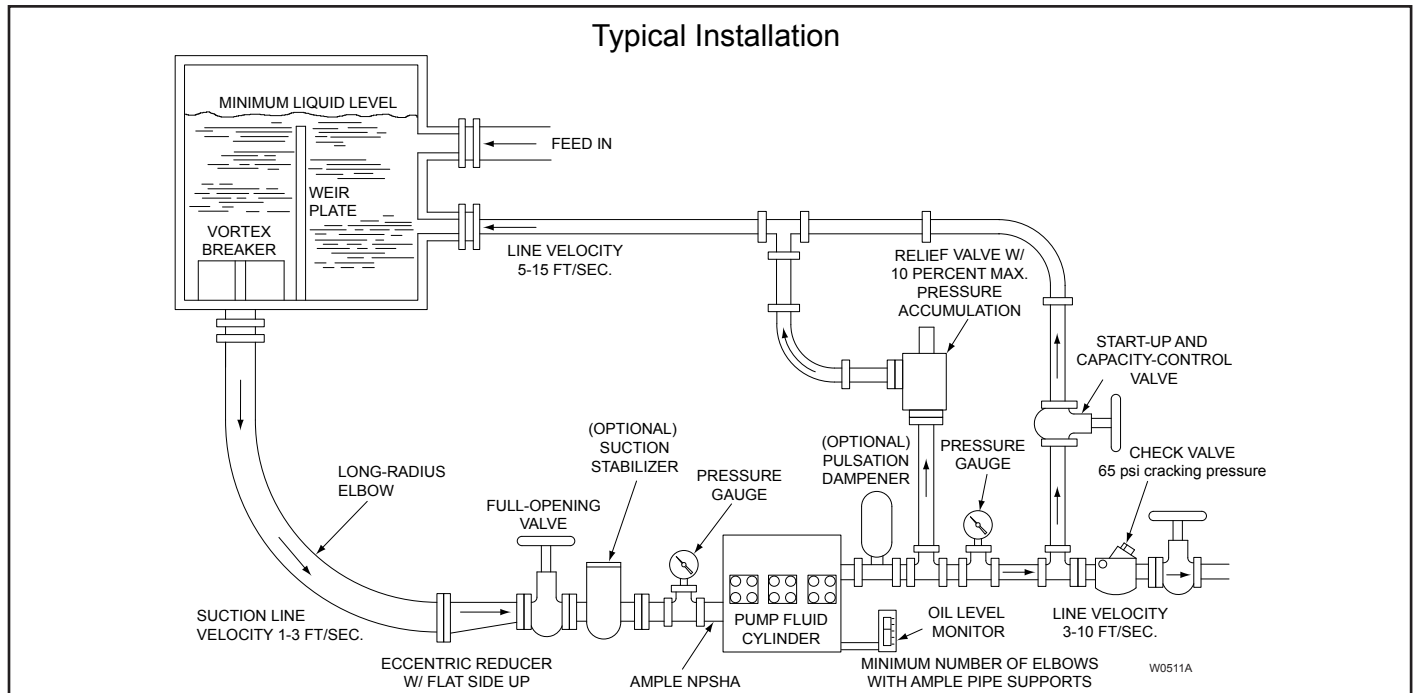 Typical Installation
MINIMUM LIQUID LEVEL
FEED IN
WEIR
PLATE
VORTEX
BREAKER
LINE VELOCITY
5-15 FT/SEC.
RELIEF VALVE W/
10 PERCENT MAX.
PRESSURE
ACCUMULATION
START-UP AND
CAPACITY-CONTROL
VALVE
(OPTIONAL)
SUCTION
STABILIZER
(OPTIONAL)
PULSATION
DAMPENER
PRESSURE
GAUGE
CHECK VALVE
65 psi cracking pressure
LONG-RADIUS
ELBOW
PRESSURE
GAUGE
FULL-OPENING
VALVE
SUCTION LINE
VELOCITY 1-3 FT/SEC.
PUMP FLUID
CYLINDER
OIL LEVEL
MONITOR
LINE VELOCITY
3-10 FT/SEC.
ECCENTRIC REDUCER
W/ FLAT SIDE UP
AMPLE NPSHA
MINIMUM NUMBER OF ELBOWS
WITH AMPLE PIPE SUPPORTS
W0511A